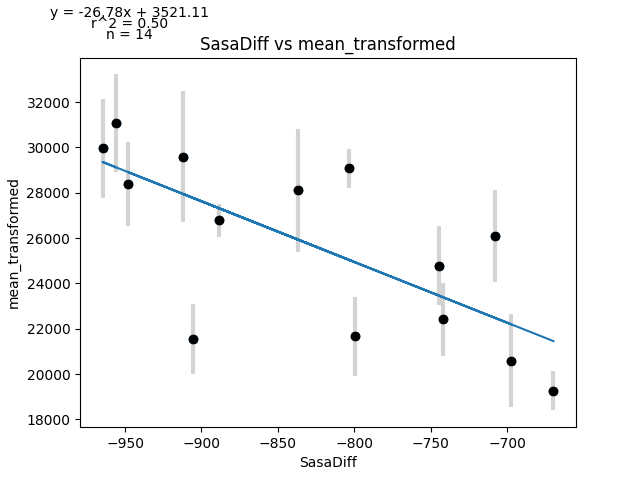 y = -26.78x + 3521.11
r^2 = 0.50
n = 14
SasaDiff vs mean_transformed
mean_transformed
32000
30000
28000
26000
24000
22000
20000
18000
−950
−900
−850
−800
−750
−700
SasaDiff